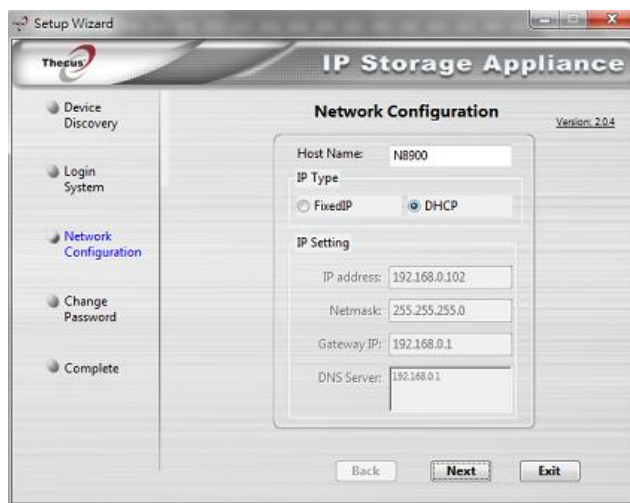 Setup Wizard
Thecus
IP Storage Appliance
Device
Discovery
Login
System
Network
Configuration
Change
Password
Complete
Network Configuration
Version: 2.0.4
Host Name: N8900
IP Type
FixedIP DHCP
IP Setting
IP address: 192.168.0.102
Netmask: 255.255.255.0
Gateway IP: 192.168.0.1
DNS Server: 192.168.0.1
Back Next Exit